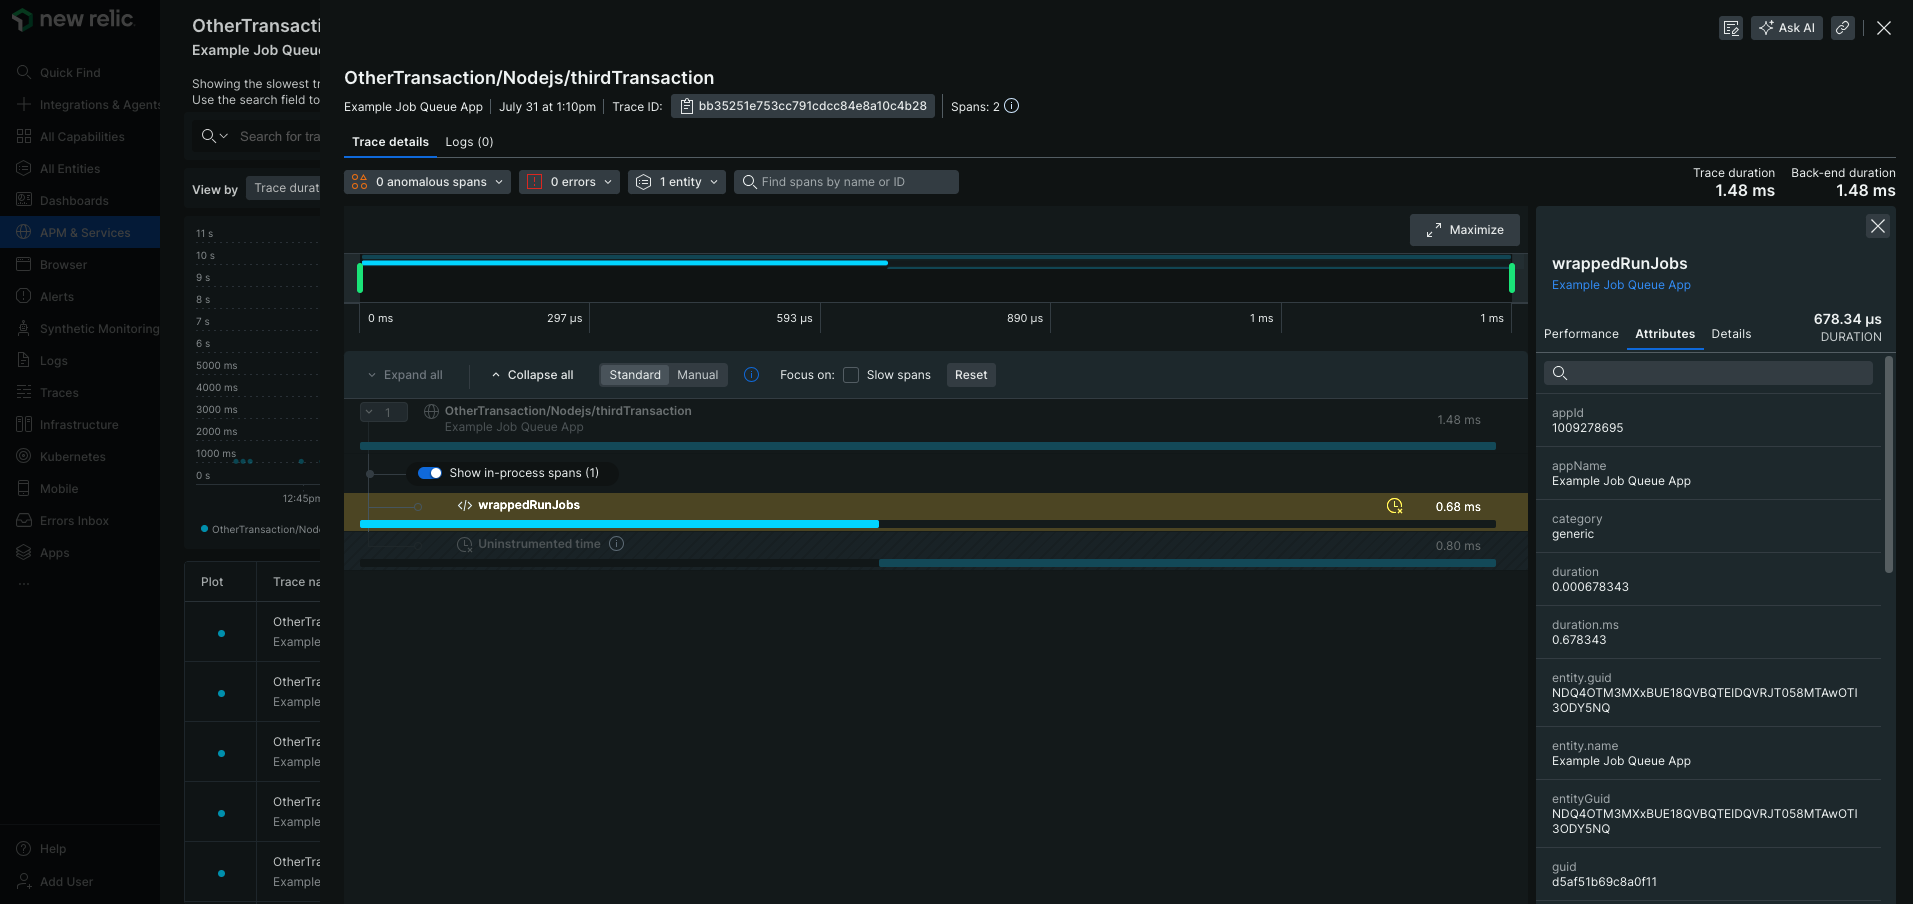 new relic
Quick Find
Integrations & Agents
All Capabilities
All Entities
Dashboards
APM & Services
Browser
Alerts
Synthetic Monitoring
Logs
Traces
Infrastructure
Kubernetes
Mobile
Errors Inbox
Apps
...
Help
Add User
OtherTransacti
Example Job Queue
Showing the slowest tr
Use the search field to
Search for tra
View by
Trace durat
11 s
10 s
9 s
8 s
7 s
6 s
5000 ms
4000 ms
3000 ms
2000 ms
1000 ms
0 s
12:45pm
OtherTransaction/Node
Plot
Trace na
OtherTra
Example
OtherTra
Example
OtherTra
Example
OtherTra
Example
OtherTra
Example
Ask AI
OtherTransaction/Nodejs/thirdTransaction
Example Job Queue App July 31 at 1:10pm Trace ID: bb35251e753cc791cdcc84e8a10c4b28 Spans: 2
Trace details Logs (0)
0 anomalous spans 0 errors 1 entity Find spans by name or ID
Trace duration Back-end duration
1.48 ms 1.48 ms
Maximize
0 ms 297 µs 593 µs 890 µs 1 ms 1 ms
Expand all Collapse all Standard Manual Focus on: Slow spans Reset
1 OtherTransaction/Nodejs/thirdTransaction
Example Job Queue App
1.48 ms
Show in-process spans (1)
</> wrappedRunJobs 0.68 ms
Uninstrumented time 0.80 ms
wrappedRunJobs
Example Job Queue App
678.34 µs
DURATION
Performance Attributes Details
appId
1009278695
appName
Example Job Queue App
category
generic
duration
0.000678343
duration.ms
0.678343
entity.guid
NDQ4OTM3MXxBUE18QVBQTElDQVRJT058MTAwOTI
3ODY5NQ
entity.name
Example Job Queue App
entityGuid
NDQ4OTM3MXxBUE18QVBQTElDQVRJT058MTAwOTI
3ODY5NQ
guid
d5af51b69c8a0f11